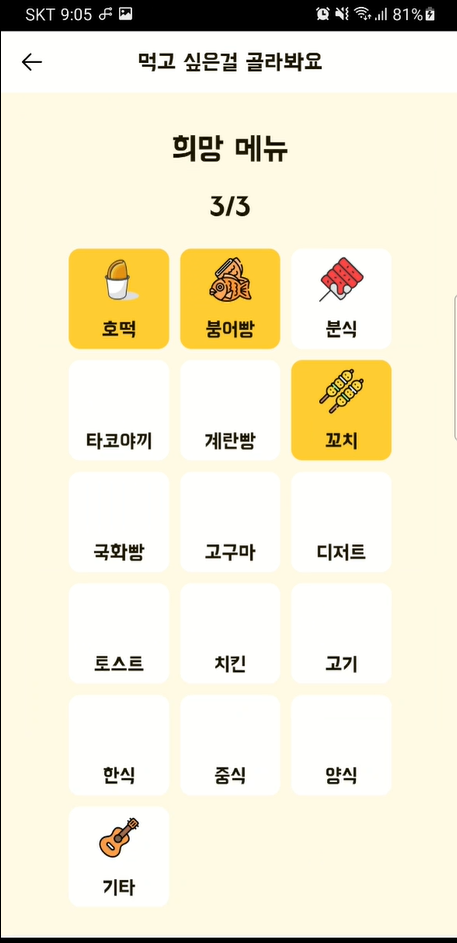 SKT 9:05 81%
먹고 싶은걸 골라봐요
희망 메뉴
3/3
호떡 붕어빵 분식
타코야끼 계란빵 꼬치
국화빵 고구마 디저트
토스트 치킨 고기
한식 중식 양식
기타